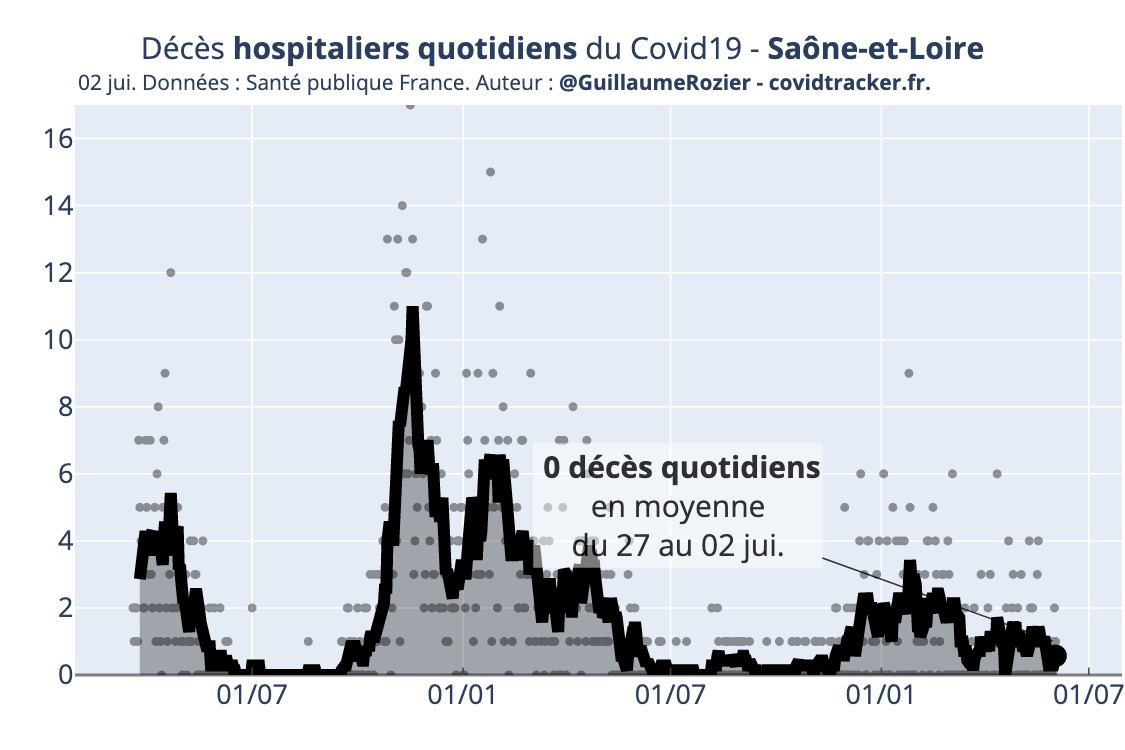 Décès hospitaliers quotidiens du Covid19 - Saône-et-Loire
02 jui. Données : Santé publique France. Auteur : @GuillaumeRozier - covidtracker.fr.
16
14
12
10
8
6
4
2
0
0 décès quotidiens
en moyenne
du 27 au 02 jui.
01/07
01/01
01/07
01/01
01/07